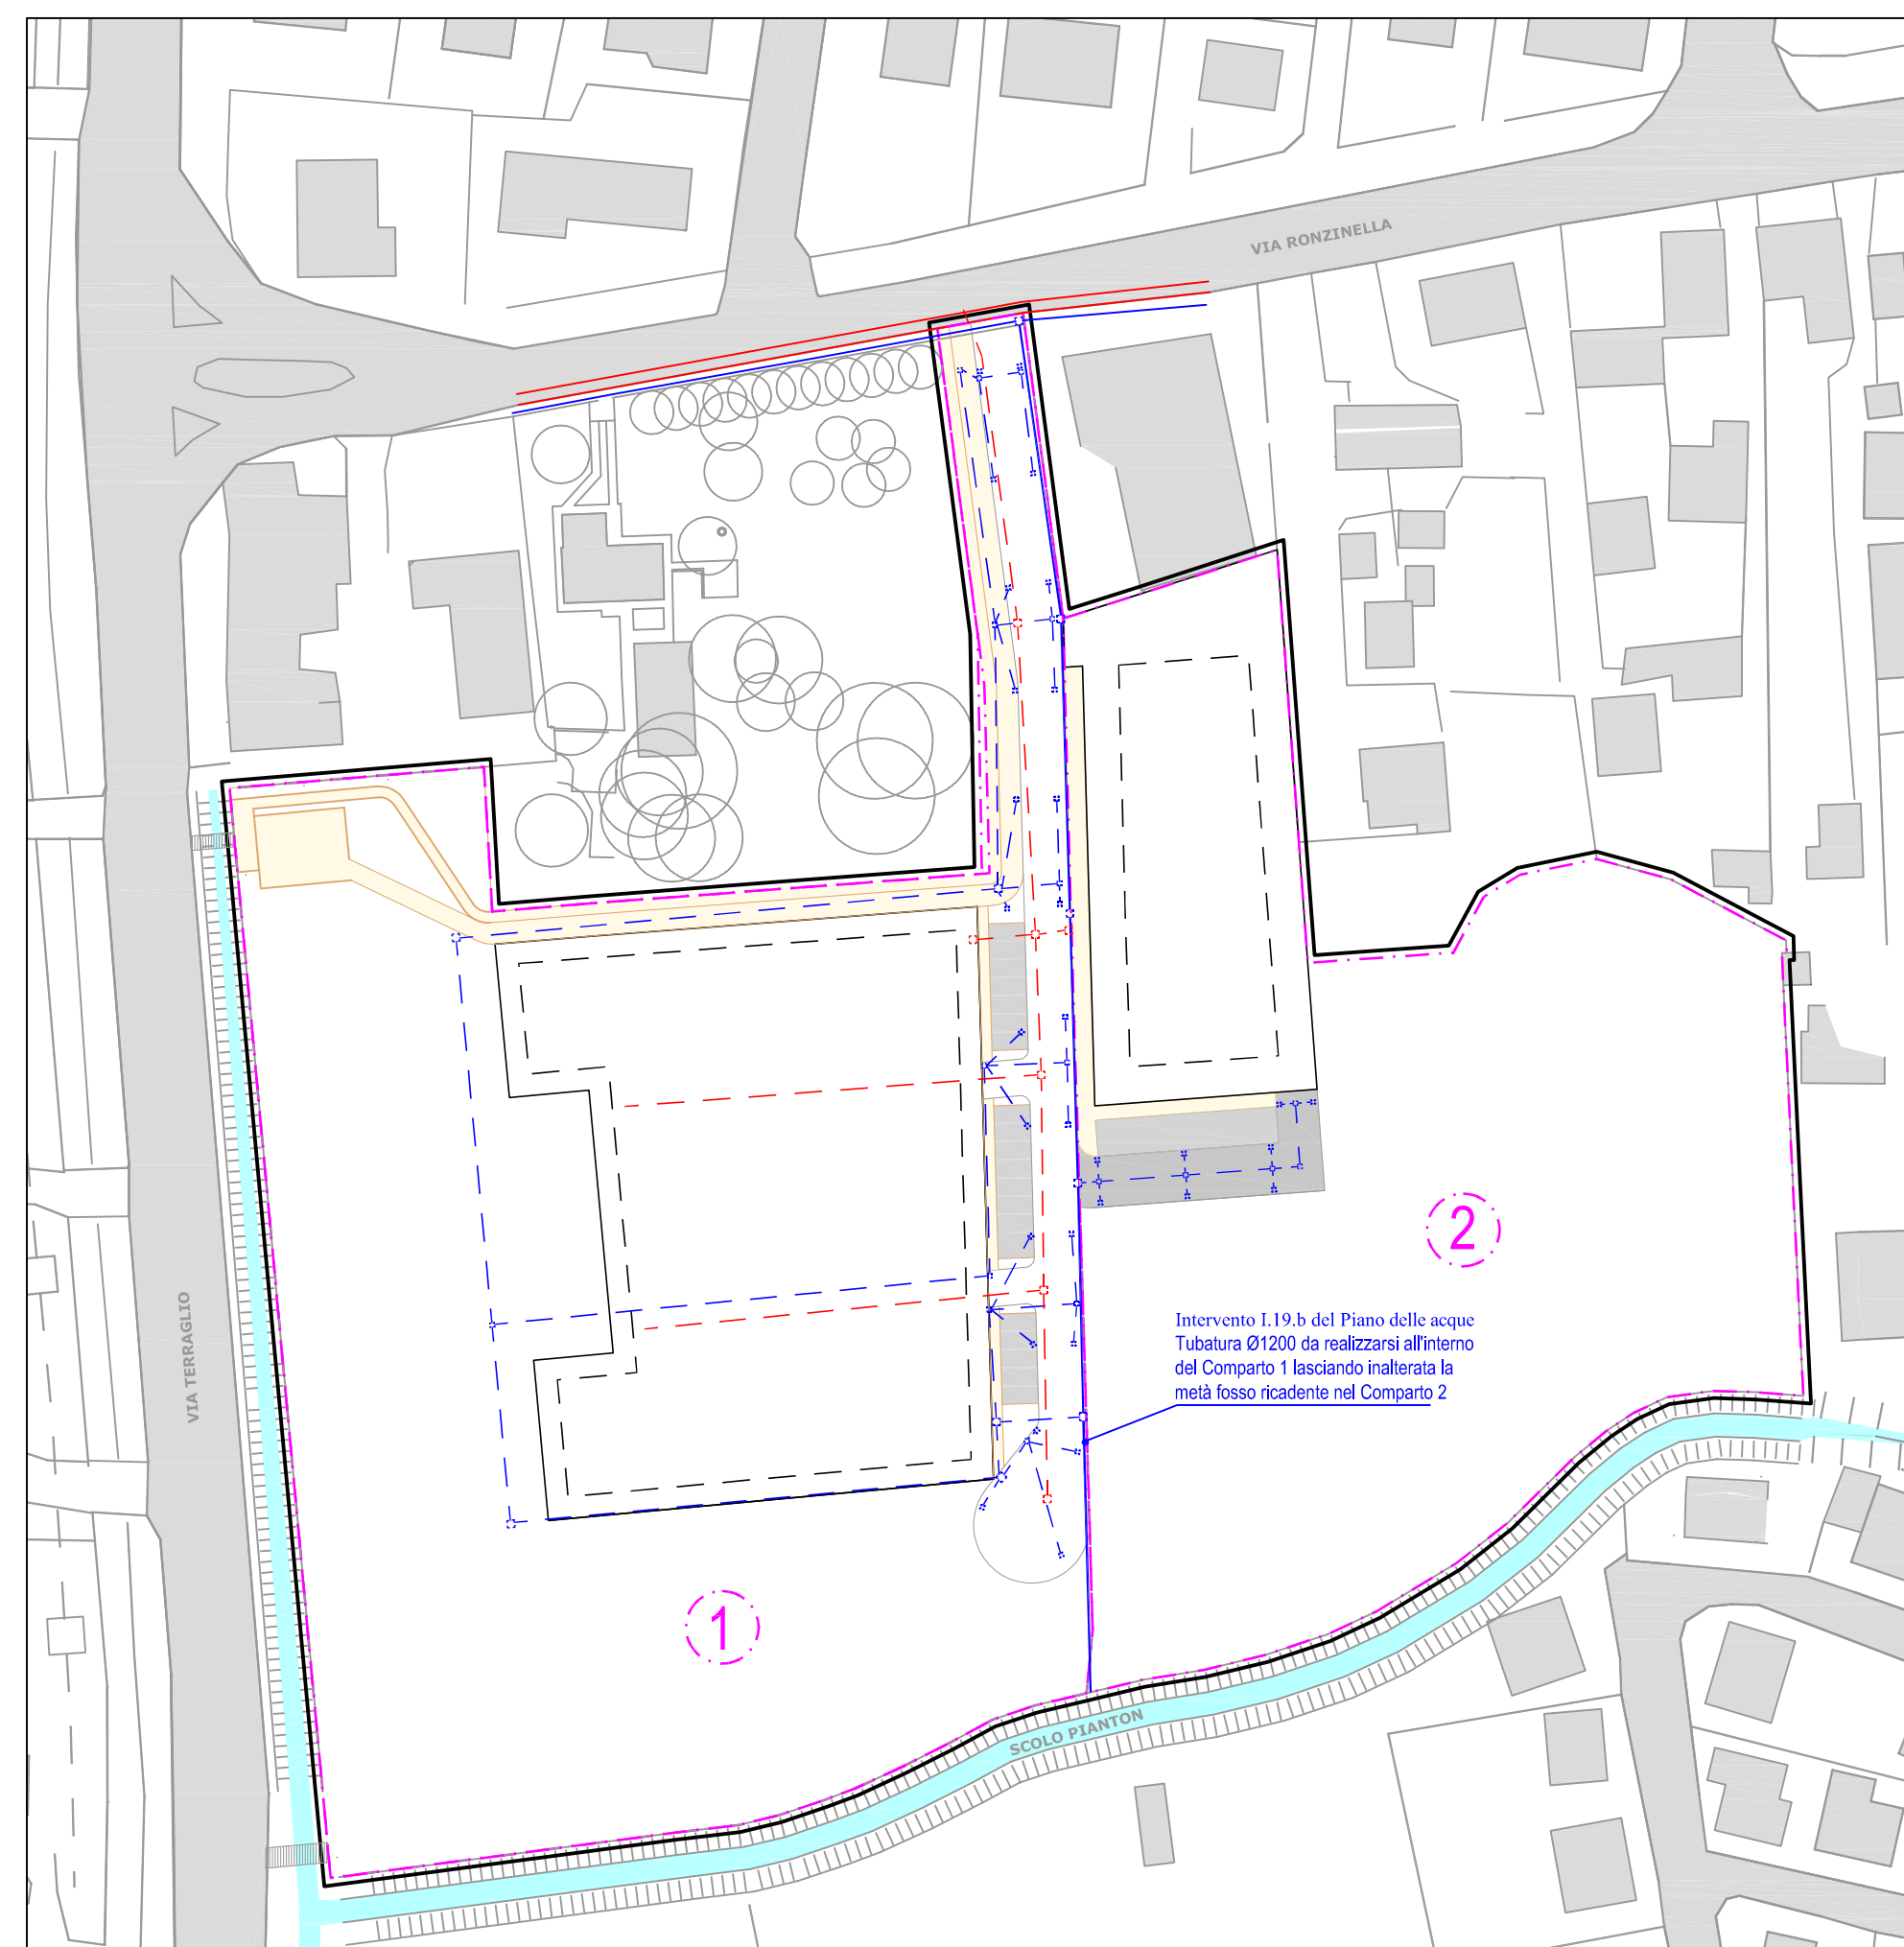 VIA RONZINELLA
2
Intervento I.19.b del Piano delle acque
Tubatura Ø1200 da realizzarsi all'interno
del Comparto 1 lasciando inalterata la
metà fosso ricadente nel Comparto 2
VIA TERRAGLIO
1
SCOLO PIANTON